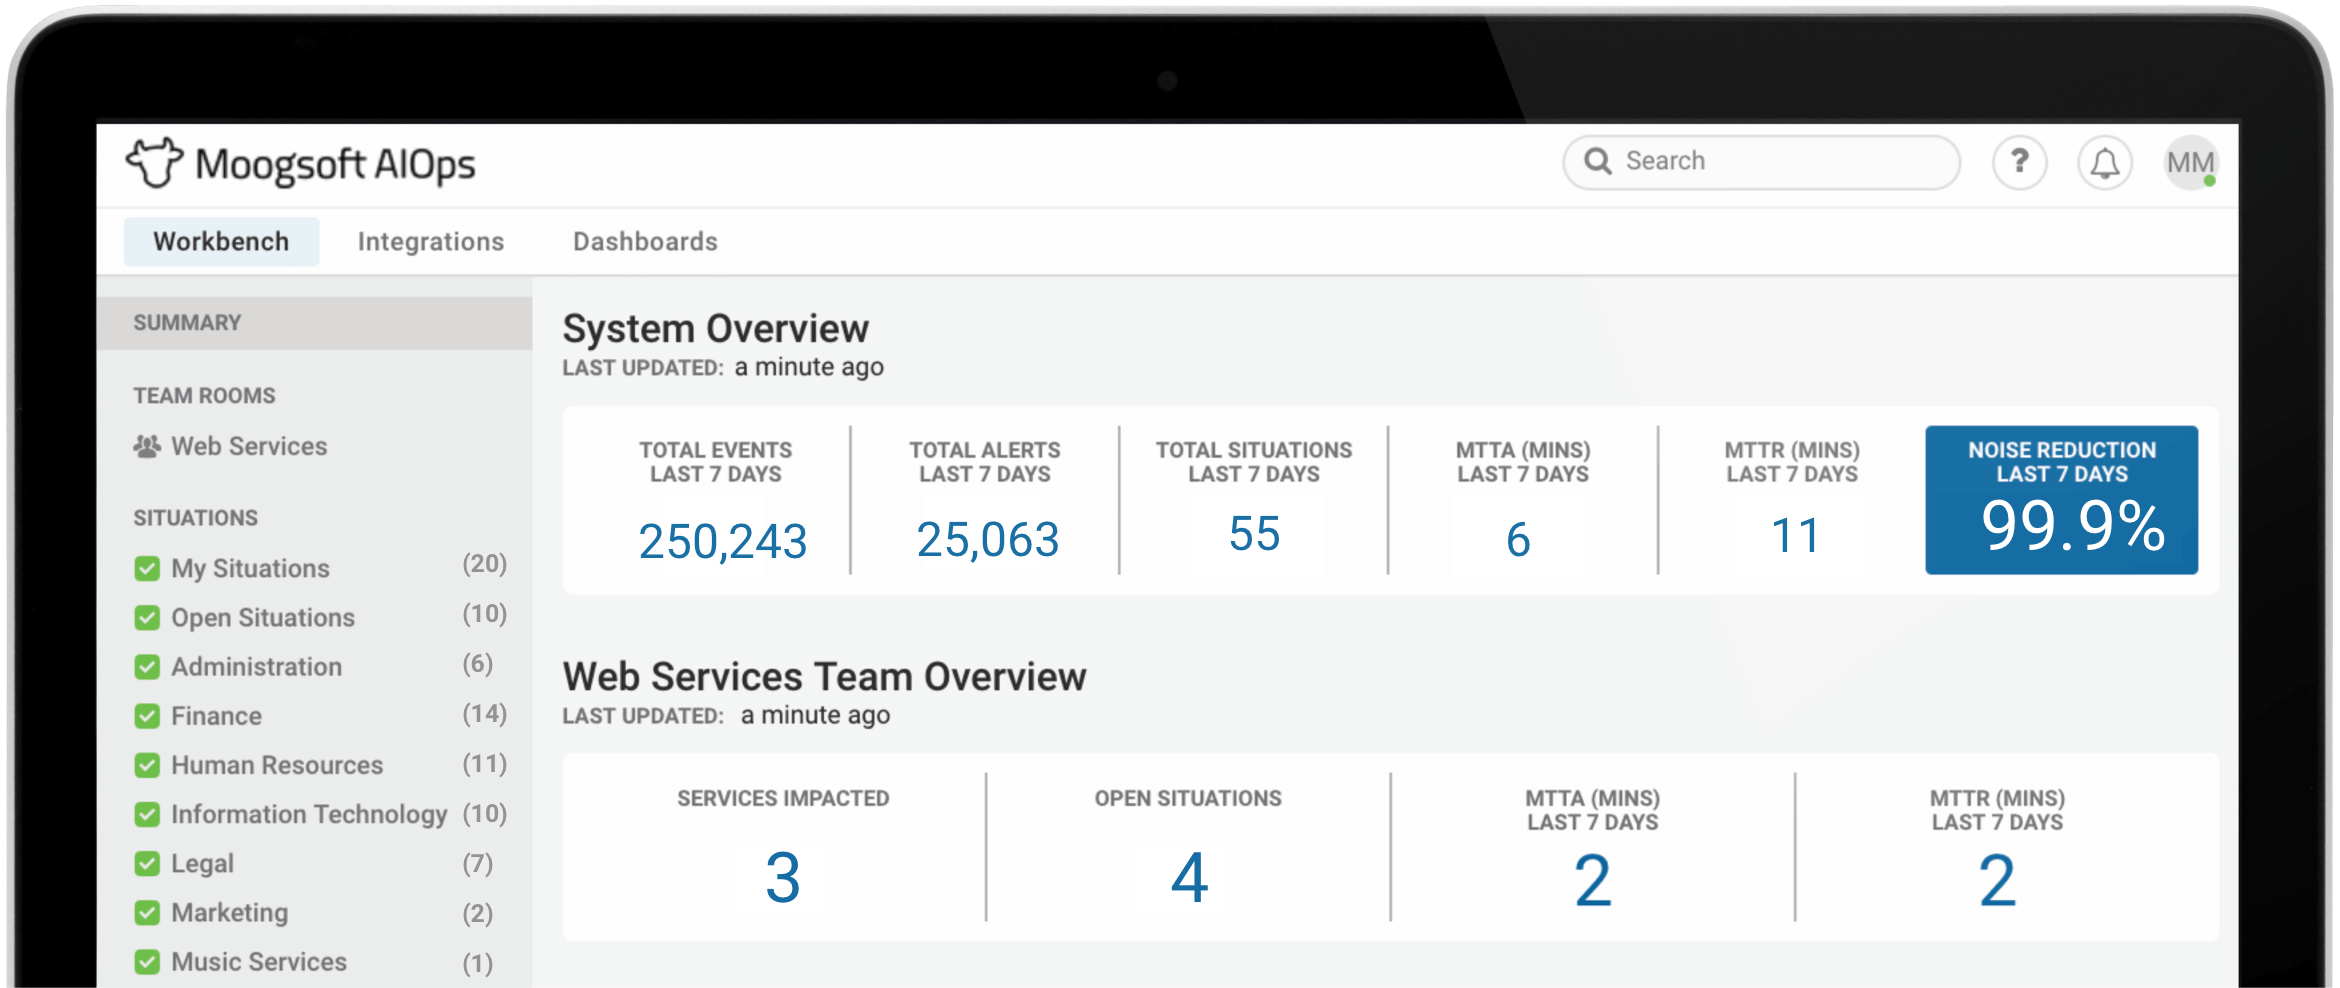 Moogsoft AIOps
Search
?
MM
Workbench Integrations Dashboards
SUMMARY
TEAM ROOMS
Web Services
SITUATIONS
My Situations (20)
Open Situations (10)
Administration (6)
Finance (14)
Human Resources (11)
Information Technology (10)
Legal (7)
Marketing (2)
Music Services (1)
System Overview
LAST UPDATED: a minute ago
TOTAL EVENTS
LAST 7 DAYS
250,243
TOTAL ALERTS
LAST 7 DAYS
25,063
TOTAL SITUATIONS
LAST 7 DAYS
55
MTTA (MINS)
LAST 7 DAYS
6
MTTR (MINS)
LAST 7 DAYS
11
NOISE REDUCTION
LAST 7 DAYS
99.9%
Web Services Team Overview
LAST UPDATED: a minute ago
SERVICES IMPACTED
3
OPEN SITUATIONS
4
MTTA (MINS)
LAST 7 DAYS
2
MTTR (MINS)
LAST 7 DAYS
2